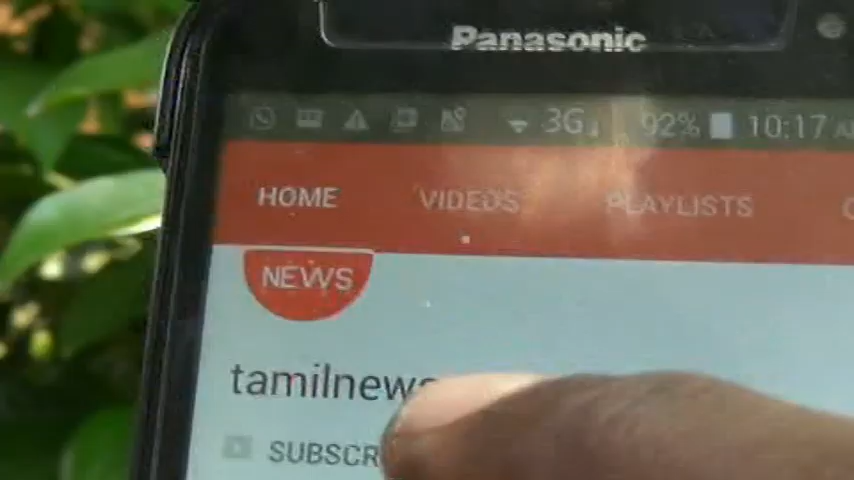 Panasonic
3G 92% 10:17
HOME VIDEOS PLAYLISTS
NEWS
tamilnews
SUBSCR